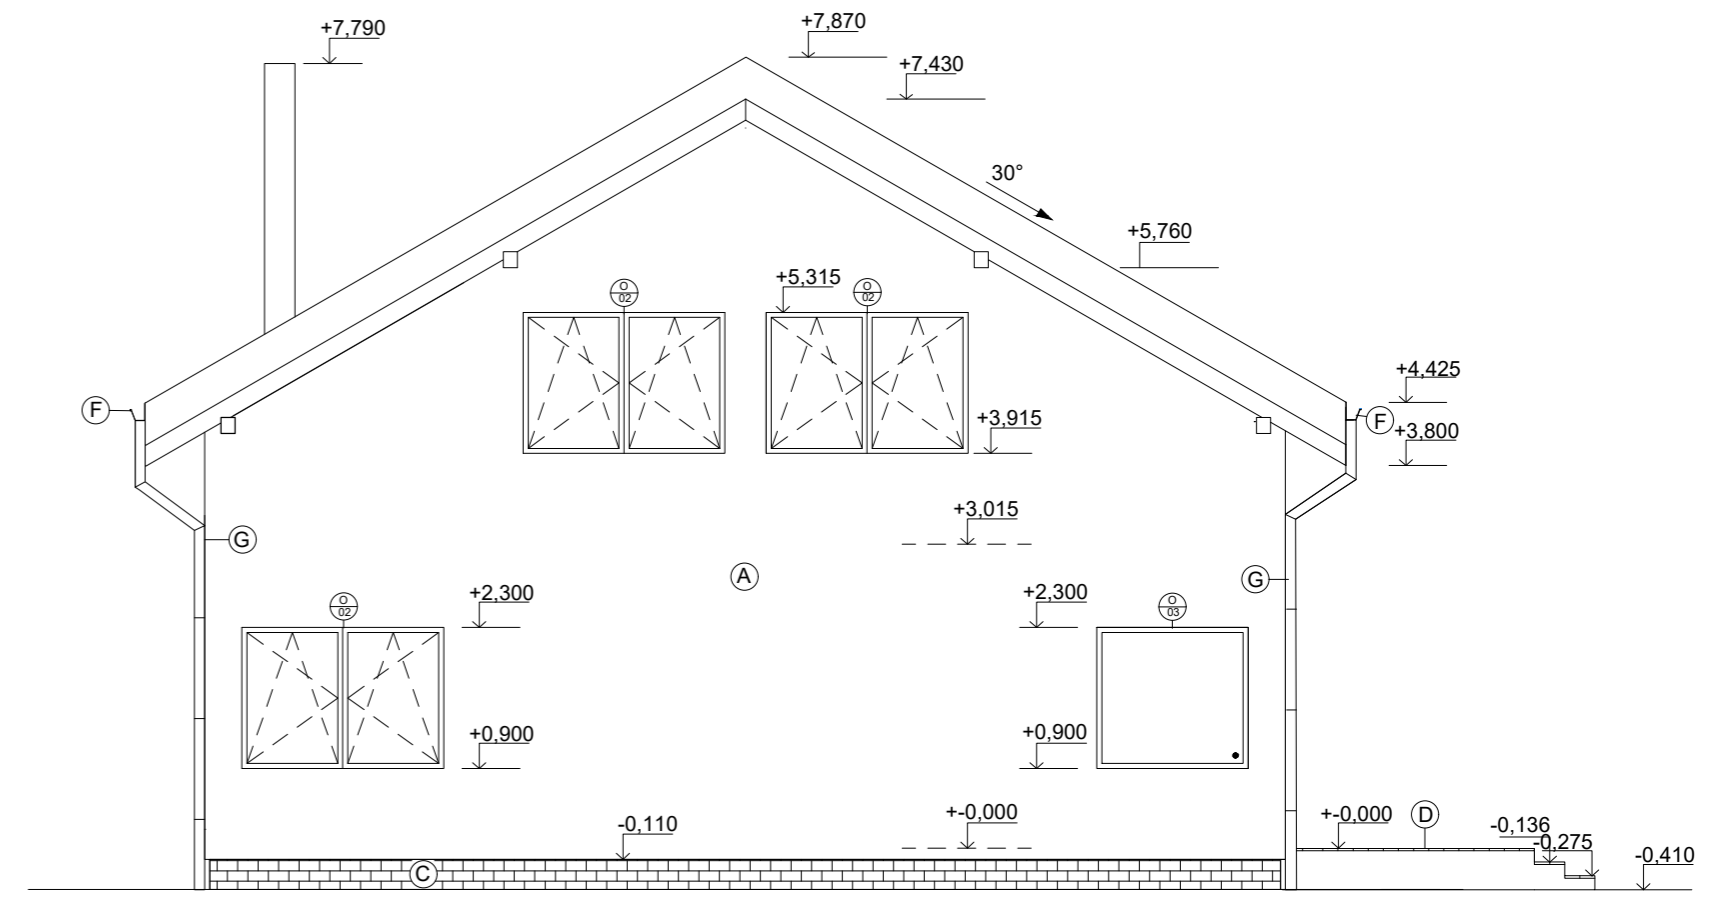 +7,790
+7,870
+7,430
30°
+5,760
+5,315
O
02
O
02
+4,425
F
F
+3,915
+3,800
+3,015
G
A
G
+2,300
+2,300
O
02
O
03
+0,900
+0,900
+-0,000
+-0,000
D
-0,110
-0,136
-0,275
-0,410
C